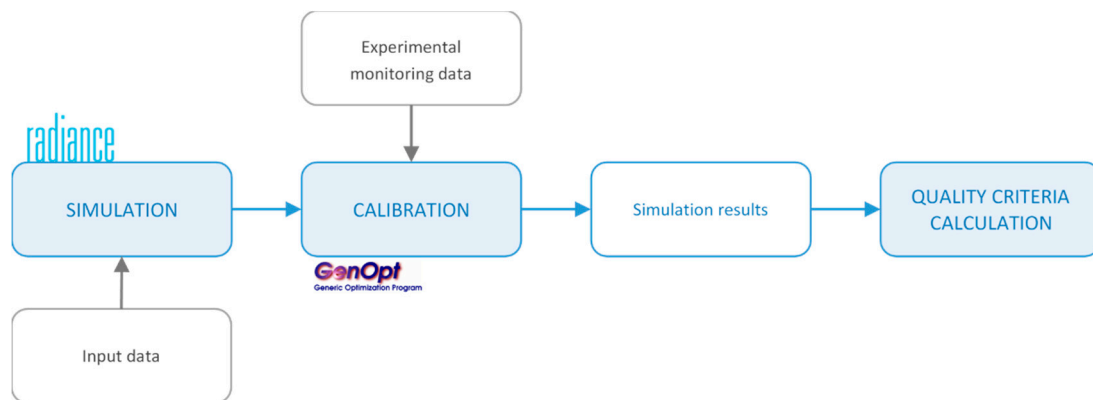 Experimental
monitoring data
radiance
SIMULATION
CALIBRATION
Simulation results
QUALITY CRITERIA
CALCULATION
GenOpt
Generic Optimization Program
Input data